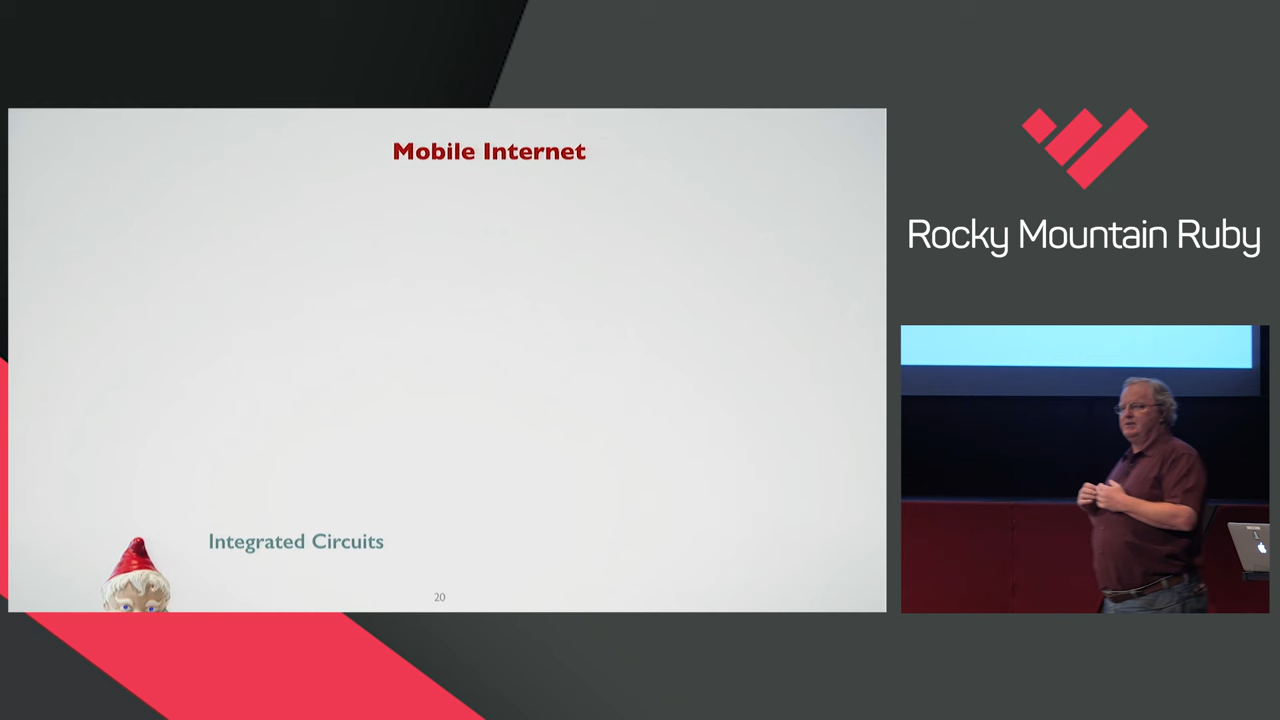 Mobile Internet
Integrated Circuits
20
Rocky Mountain Ruby